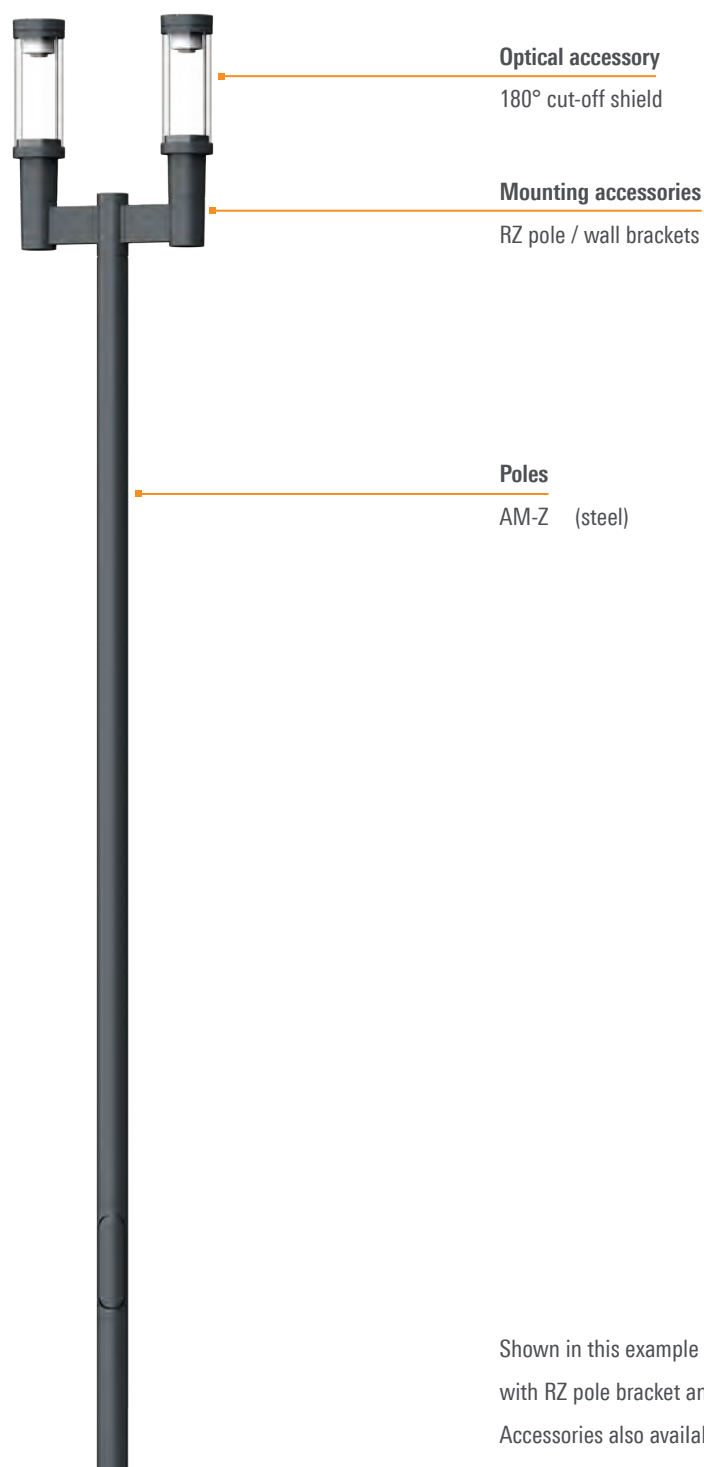 Optical accessory
180° cut-off shield
Mounting accessories
RZ pole / wall brackets
Poles
AM-Z (steel)
Shown in this example
with RZ pole bracket
Accessories also